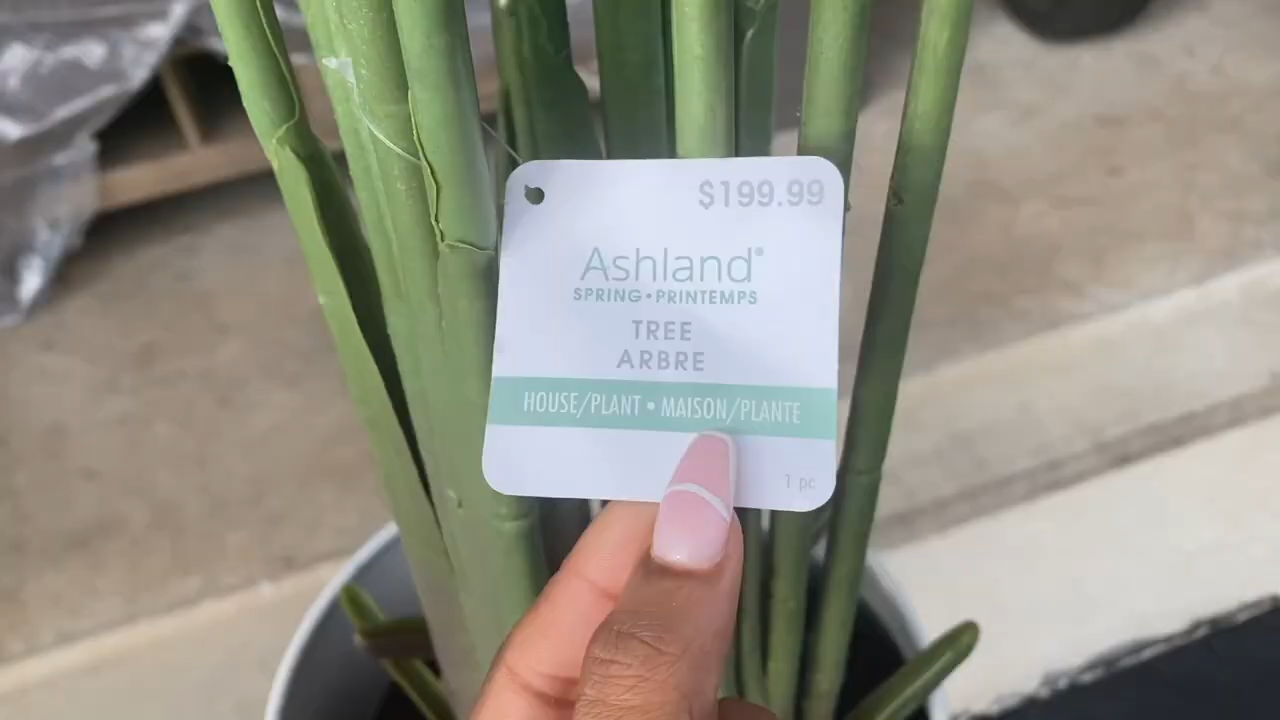 $199.99
Ashland®
SPRING • PRINTEMPS
TREE
ARBRE
HOUSE/PLANT • MAISON/PLANTE
1 pc